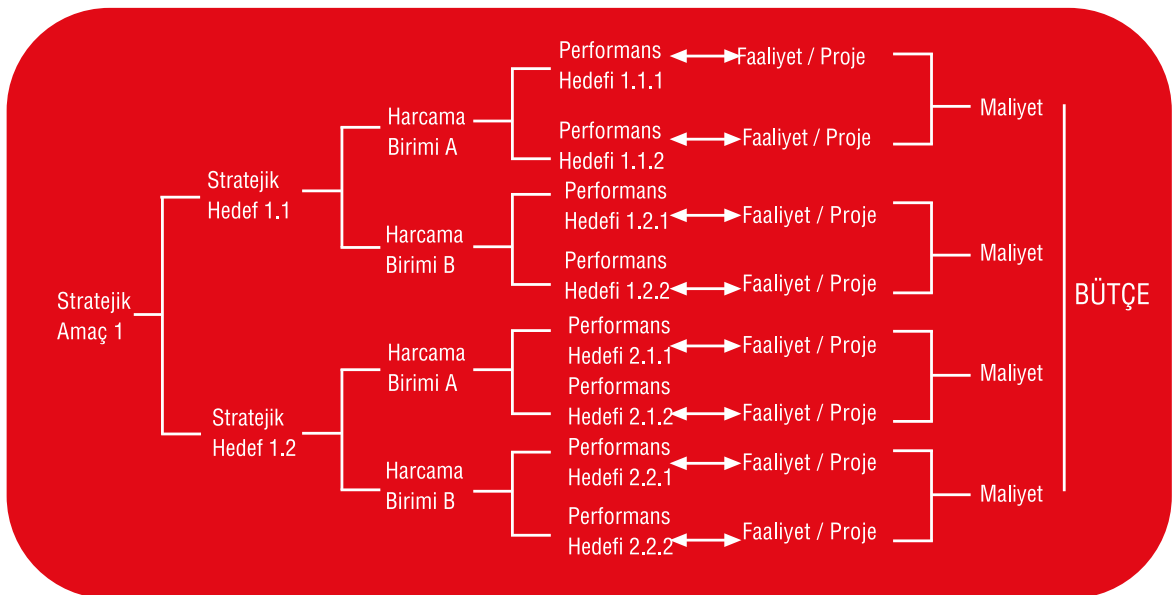 Stratejik
Amaç 1
Stratejik
Hedef 1.1
Stratejik
Hedef 1.2
Harcama
Birimi A
Harcama
Birimi B
Harcama
Birimi A
Harcama
Birimi B
Performans
Hedefi 1.1.1
Faaliyet / Proje
Performans
Hedefi 1.1.2
Faaliyet / Proje
Performans
Hedefi 1.2.1
Faaliyet / Proje
Performans
Hedefi 1.2.2
Faaliyet / Proje
Performans
Hedefi 2.1.1
Faaliyet / Proje
Performans
Hedefi 2.1.2
Faaliyet / Proje
Performans
Hedefi 2.2.1
Faaliyet / Proje
Performans
Hedefi 2.2.2
Faaliyet / Proje
Maliyet
Maliyet
Maliyet
Maliyet
BÜTÇE